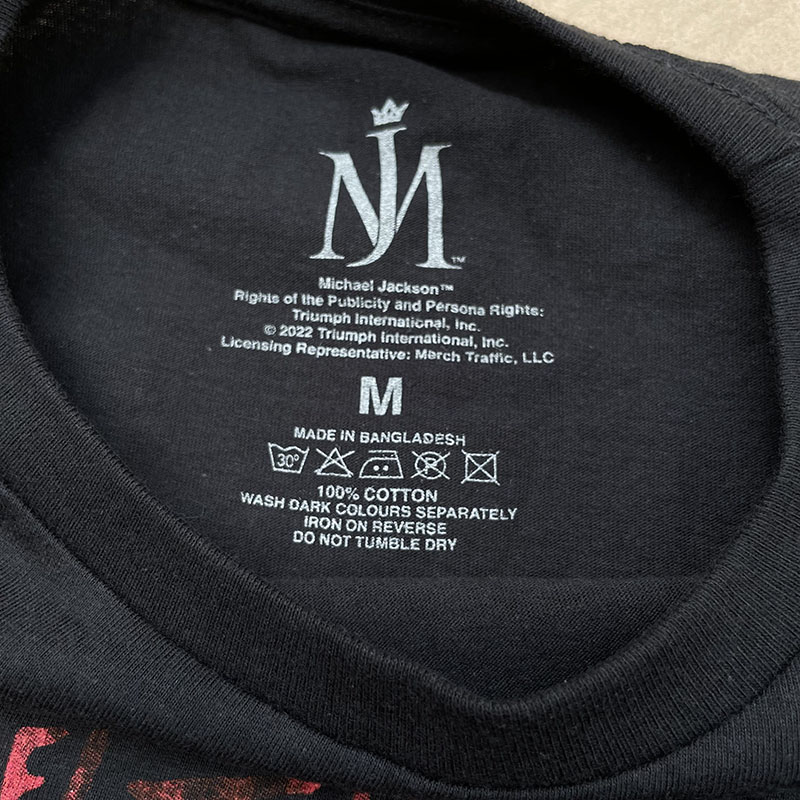 MJ™
Michael Jackson™
Rights of the Publicity and Persona Rights:
Triumph International, Inc.
© 2022 Triumph International, Inc.
Licensing Representative: Merch Traffic, LLC
M
MADE IN BANGLADESH
30°
100% COTTON
WASH DARK COLOURS SEPARATELY
IRON ON REVERSE
DO NOT TUMBLE DRY